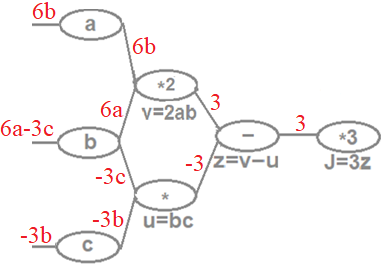 6b
a
6b
*2
v=2ab
6a
3
6a-3c
b
−
z=v−u
3
*3
J=3z
-3c
-3
*
u=bc
-3b
-3b
c